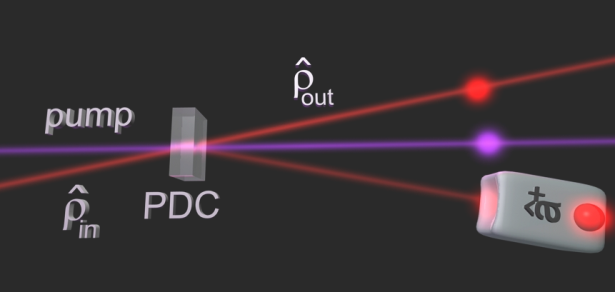 ρ̂out
pump
ρ̂in
PDC
â†